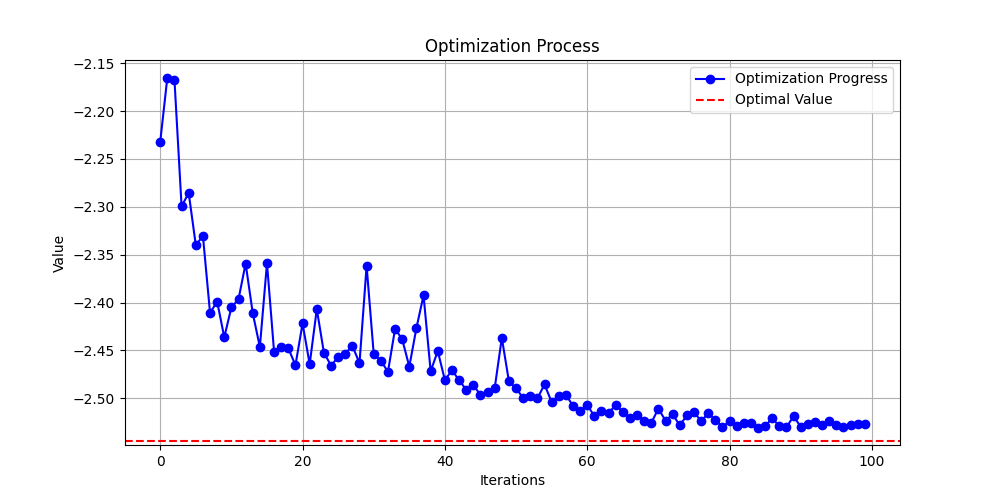 Optimization Process
Optimization Progress
Optimal Value
Value
−2.15
−2.20
−2.25
−2.30
−2.35
−2.40
−2.45
−2.50
0 20 40 60 80 100
Iterations